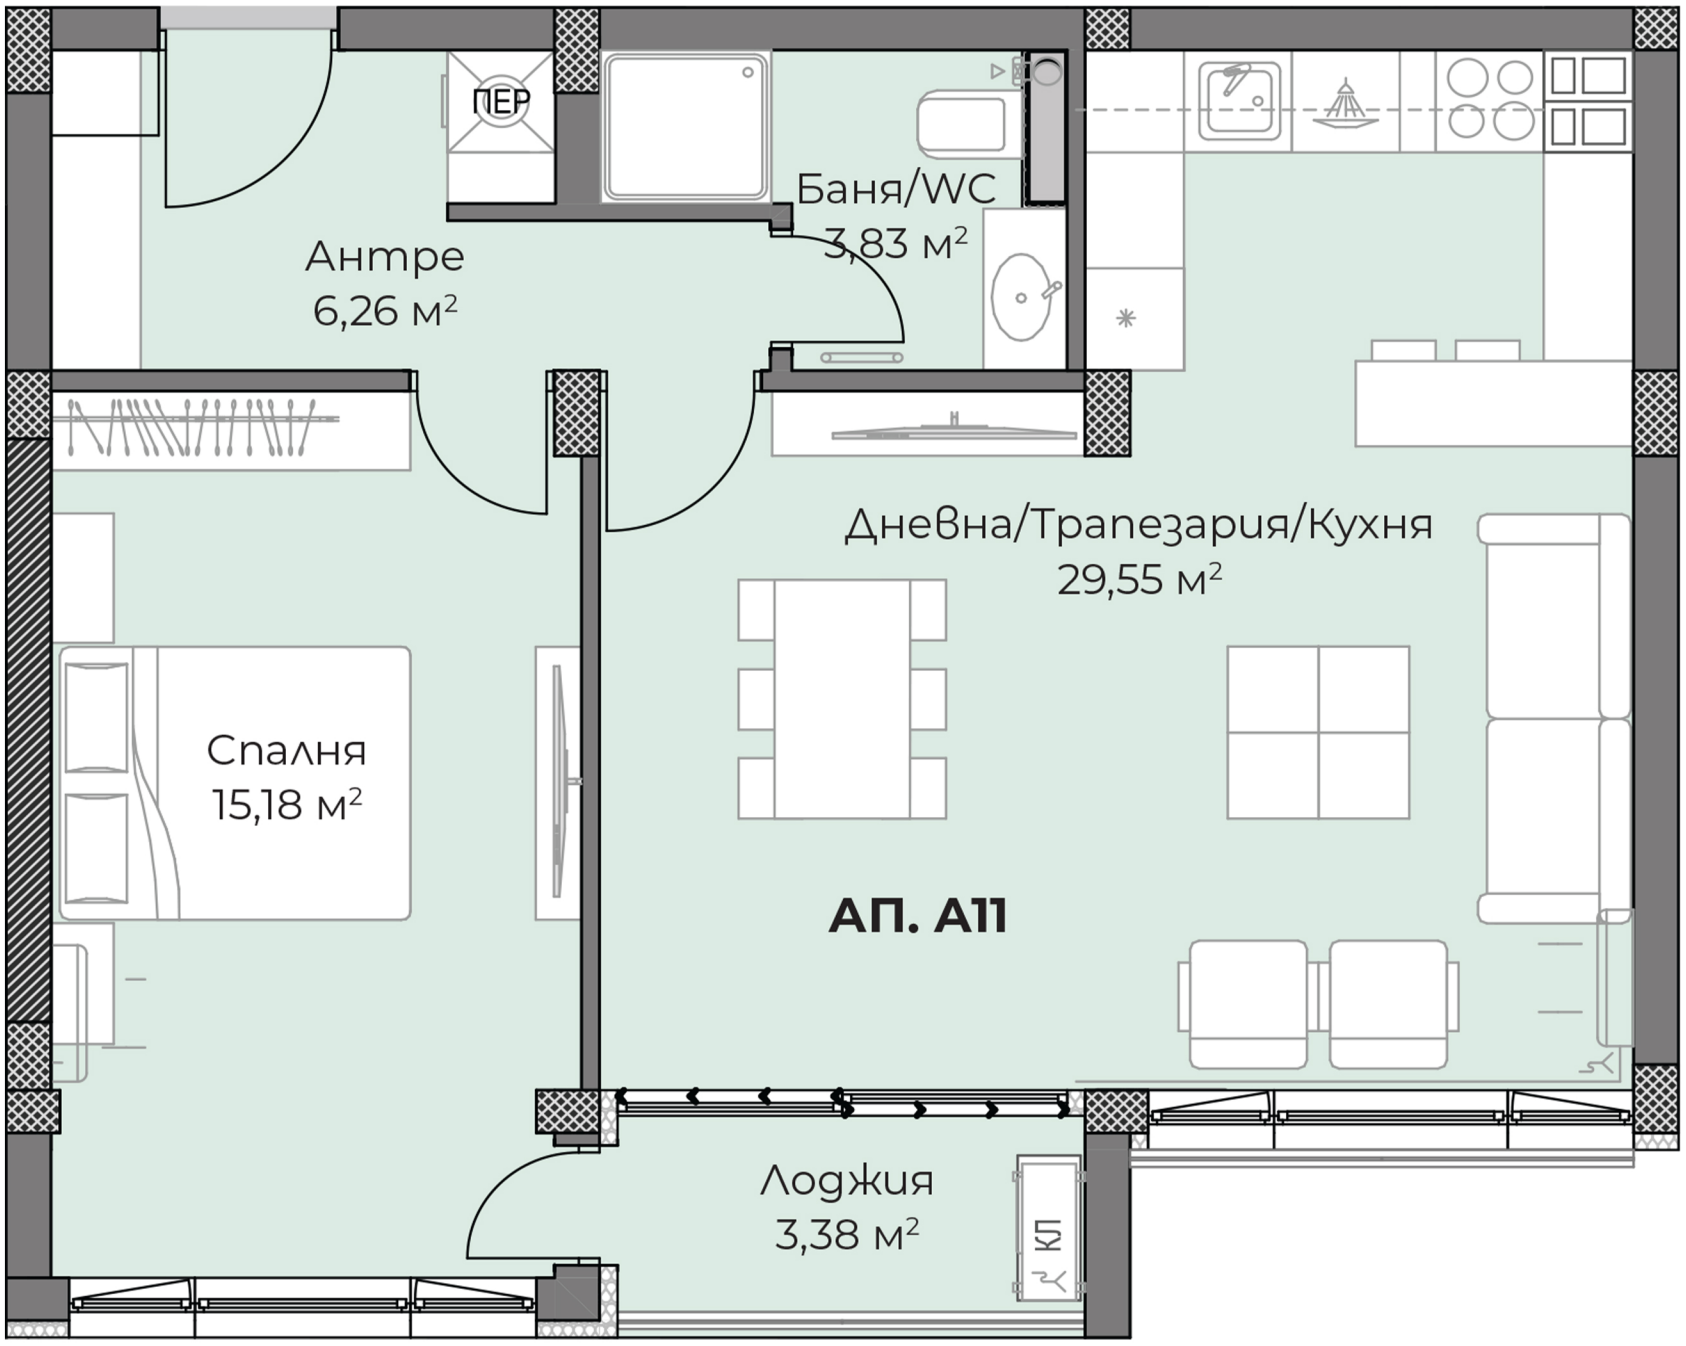 ПЕР
Баня/WC
3,83 м²
Антре
6,26 м²
Дневна/Трапезария/Кухня
29,55 м²
Спалня
15,18 м²
АП. А11
Лоджия
3,38 м²
КЛ